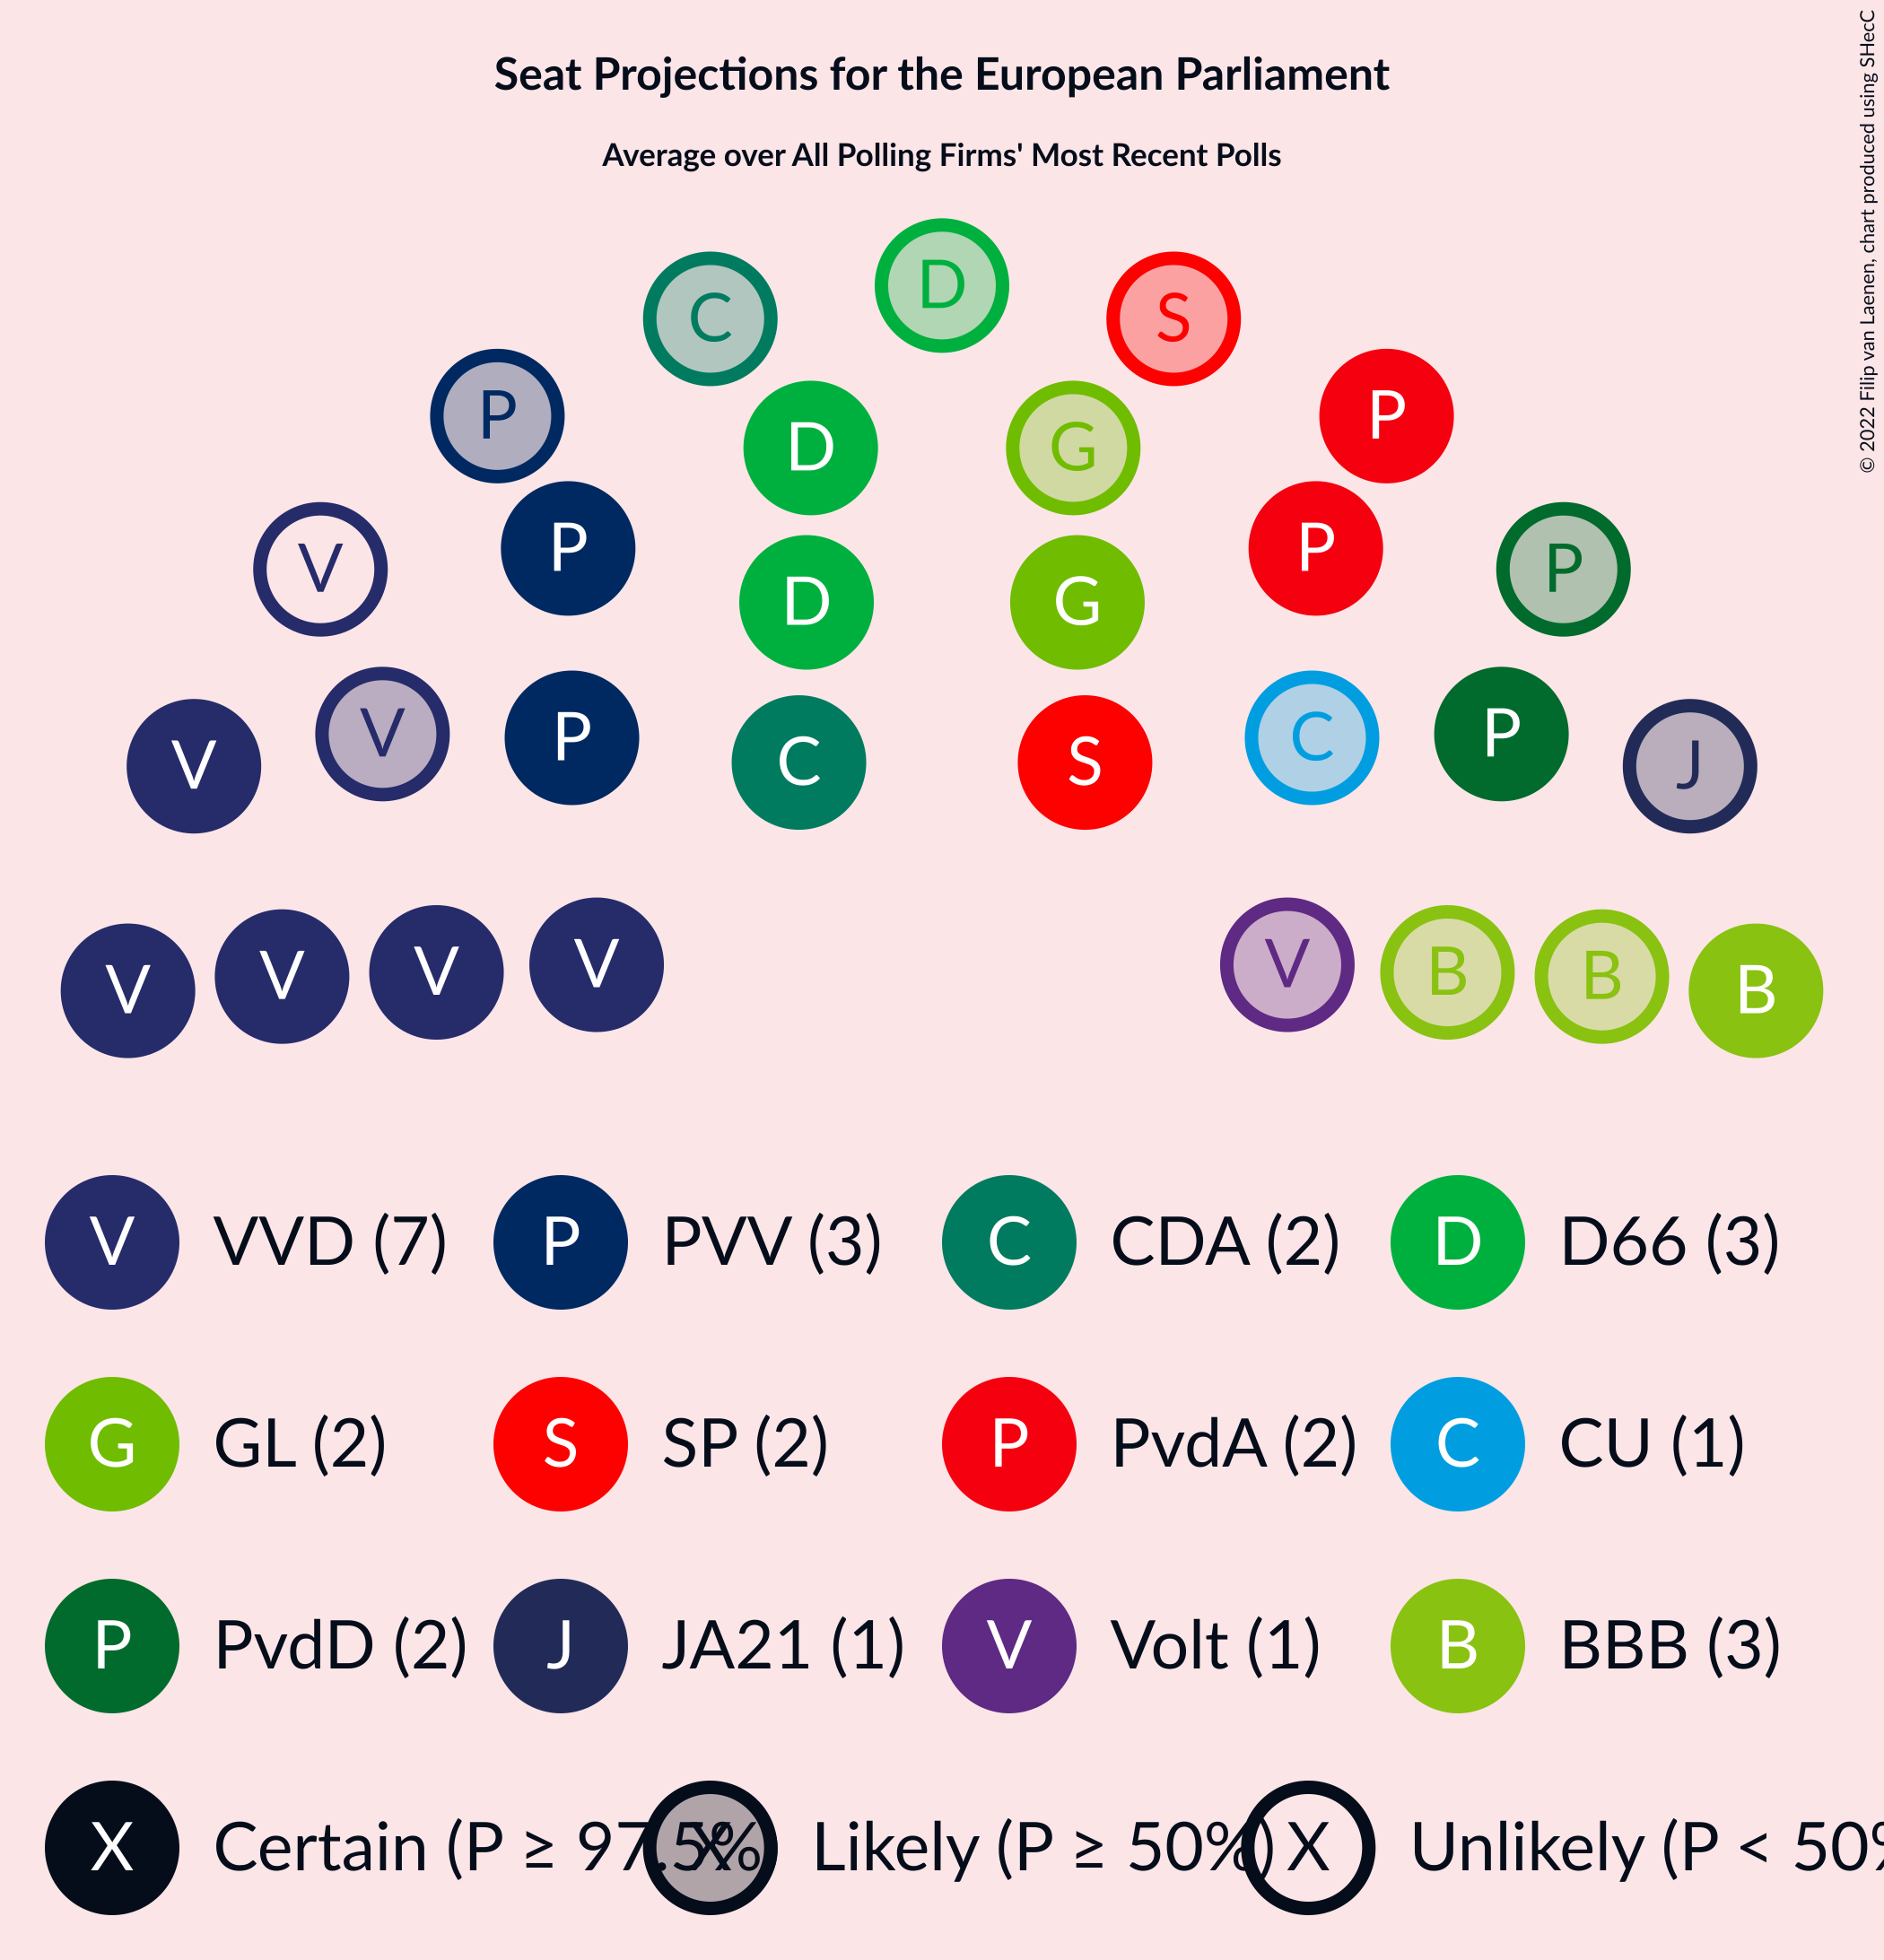 Seat Projections for the European Parliament
Average over All Polling Firms' Most Recent Polls
© 2022 Filip van Laenen, chart produced using SHecC
D
C S
P P
D G
V P P P
D G
V V P C S C P J
V V V V V B B B
V VVD (7) P PVV (3) C CDA (2) D D66 (3)
G GL (2) S SP (2) P PvdA (2) C CU (1)
P PvdD (2) J JA21 (1) V Volt (1) B BBB (3)
X Certain (P ≥ 97.5% X Likely (P ≥ 50%) X Unlikely (P < 50%